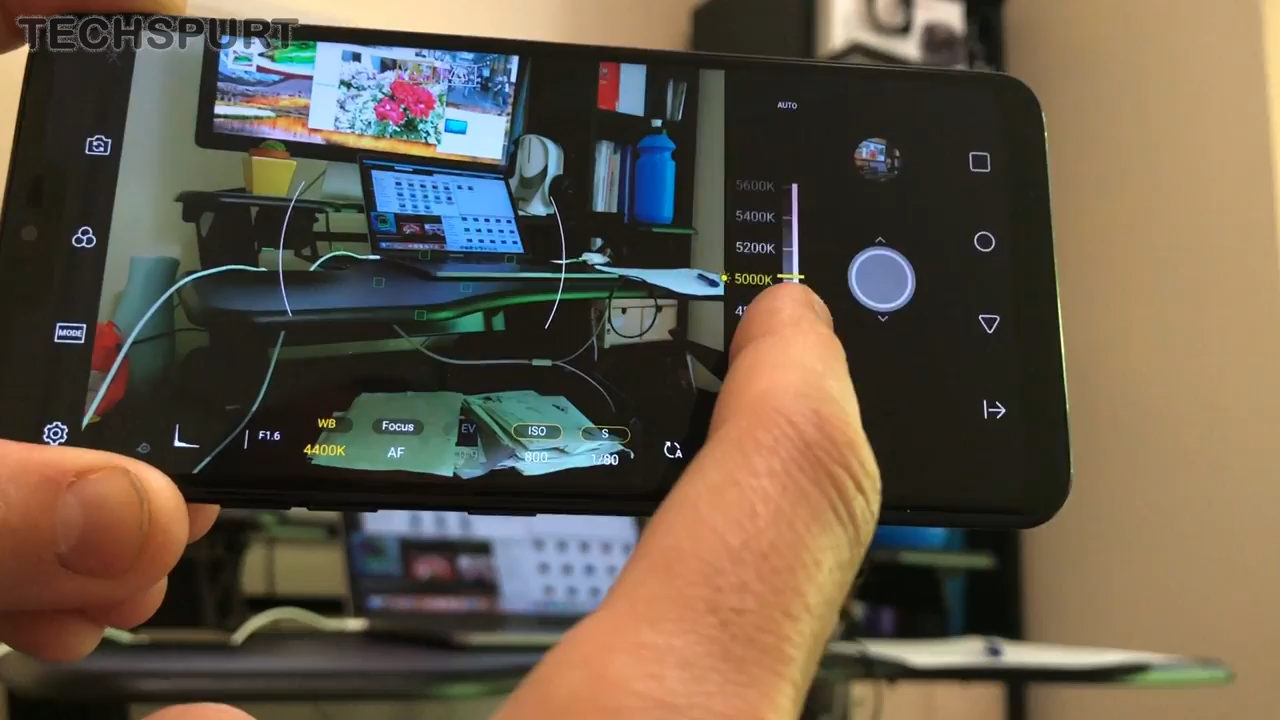 TECHSPURT
AUTO
5600K
5400K
5200K
5000K
MODE
F1.6
WB
4400K
Focus
AF
EV
ISO
800
S
1/80